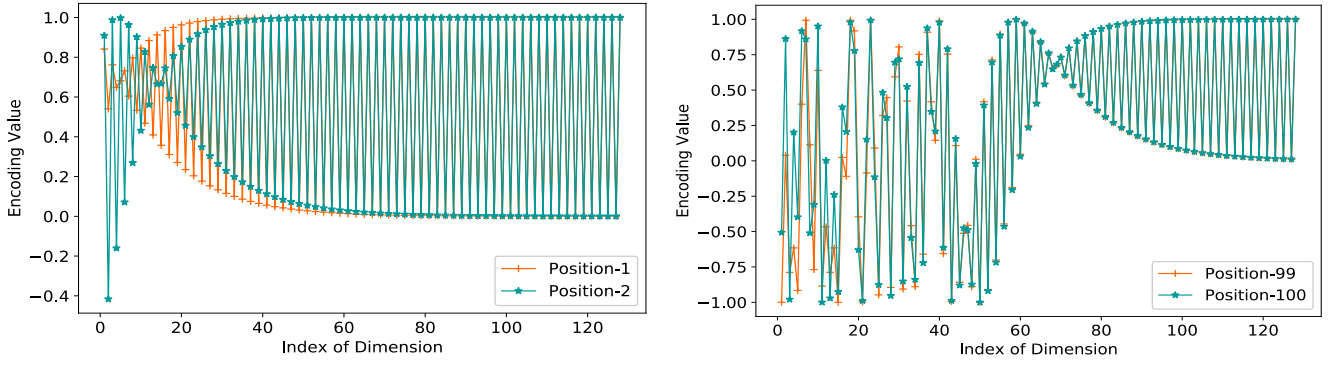 1.0
0.8
0.6
0.4
0.2
0.0
−0.2
−0.4
Encoding Value
Position-1
Position-2
0 20 40 60 80 100 120
Index of Dimension
1.00
0.75
0.50
0.25
0.00
−0.25
−0.50
−0.75
−1.00
Encoding Value
Position-99
Position-100
0 20 40 60 80 100 120
Index of Dimension